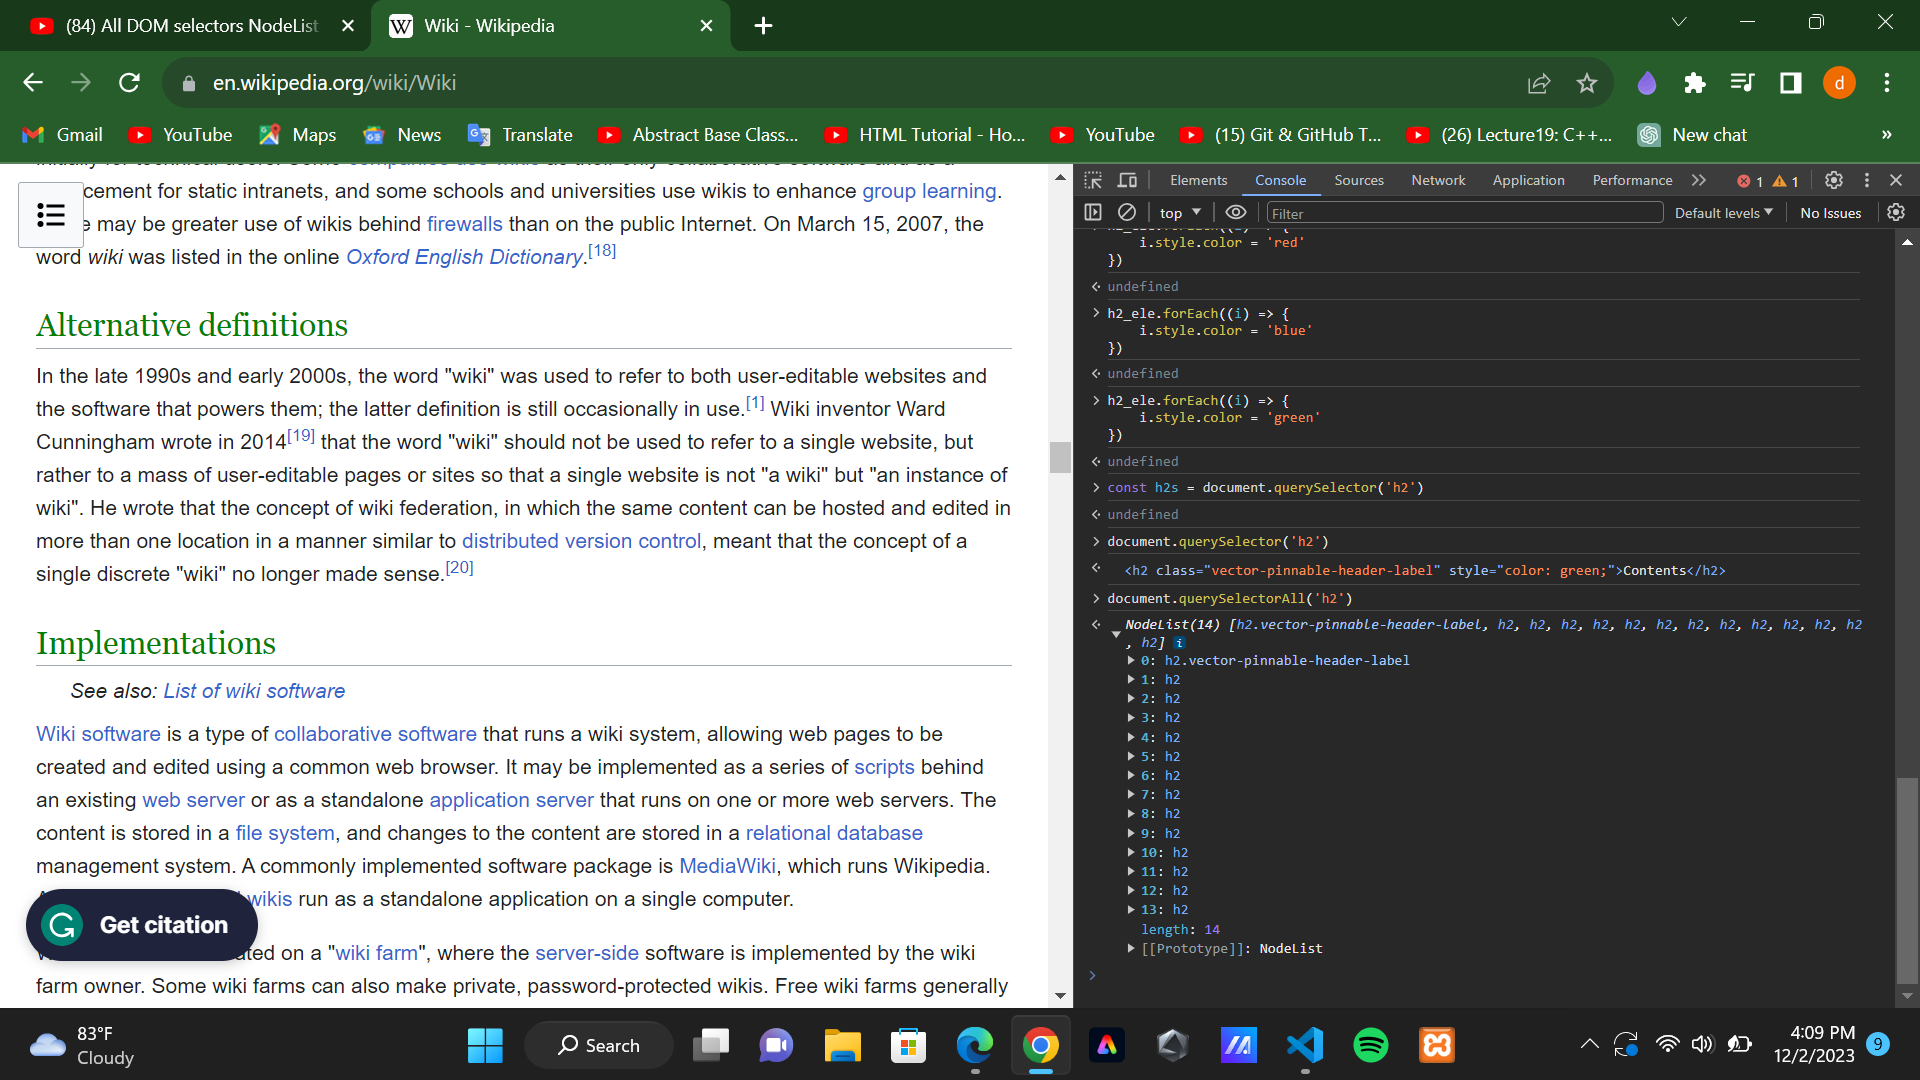 (84) All DOM selectors NodeList
Wiki - Wikipedia
en.wikipedia.org/wiki/Wiki
d
Gmail
YouTube
Maps
News
Translate
Abstract Base Class...
HTML Tutorial - Ho...
YouTube
(15) Git & GitHub T...
(26) Lecture19: C++...
New chat
»
cement for static intranets, and some schools and universities use wikis to enhance group learning.
e may be greater use of wikis behind firewalls than on the public Internet. On March 15, 2007, the
word wiki was listed in the online Oxford English Dictionary.[18]
Alternative definitions
In the late 1990s and early 2000s, the word "wiki" was used to refer to both user-editable websites and
the software that powers them; the latter definition is still occasionally in use.[1] Wiki inventor Ward
Cunningham wrote in 2014[19] that the word "wiki" should not be used to refer to a single website, but
rather to a mass of user-editable pages or sites so that a single website is not "a wiki" but "an instance of
wiki". He wrote that the concept of wiki federation, in which the same content can be hosted and edited in
more than one location in a manner similar to distributed version control, meant that the concept of a
single discrete "wiki" no longer made sense.[20]
Implementations
See also: List of wiki software
Wiki software is a type of collaborative software that runs a wiki system, allowing web pages to be
created and edited using a common web browser. It may be implemented as a series of scripts behind
an existing web server or as a standalone application server that runs on one or more web servers. The
content is stored in a file system, and changes to the content are stored in a relational database
management system. A commonly implemented software package is MediaWiki, which runs Wikipedia.
wikis run as a standalone application on a single computer.
Get citation
ated on a "wiki farm", where the server-side software is implemented by the wiki
farm owner. Some wiki farms can also make private, password-protected wikis. Free wiki farms generally
Elements
Console
Sources
Network
Application
Performance
1
1
top
Filter
Default levels
No Issues
i.style.color = 'red'
})
undefined
h2_ele.forEach((i) => {
i.style.color = 'blue'
})
undefined
h2_ele.forEach((i) => {
i.style.color = 'green'
})
undefined
const h2s = document.querySelector('h2')
undefined
document.querySelector('h2')
<h2 class="vector-pinnable-header-label" style="color: green;">Contents</h2>
document.querySelectorAll('h2')
NodeList(14) [h2.vector-pinnable-header-label, h2, h2, h2, h2, h2, h2, h2, h2, h2, h2, h2, h2
, h2] i
0: h2.vector-pinnable-header-label
1: h2
2: h2
3: h2
4: h2
5: h2
6: h2
7: h2
8: h2
9: h2
10: h2
11: h2
12: h2
13: h2
length: 14
[[Prototype]]: NodeList
83°F
Cloudy
Search
4:09 PM
12/2/2023
9